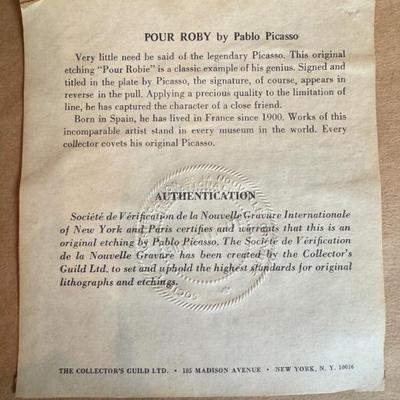 POUR ROBY by Pablo Picasso
Very little need be said of the legendary Picasso. This original
etching "Pour Robie" is a classic example of his genius. Signed and
titled in the plate by Picasso, the signature, of course, appears in
reverse in the pull. Applying a precious quality to the limitation of
line, he has captured the character of a close friend.
Born in Spain, he has lived in France since 1900. Works of this
incomparable artist stand in every museum in the world. Every
collector covets his original Picasso.
AUTHENTICATION
Société de Vérification de la Nouvelle Gravure Internationale
of New York and Paris certifies and warrants that this is an
original etching by Pablo Picasso. The Société de Vérification
de la Nouvelle Gravure has been created by the Collector's
Guild Ltd. to set and uphold the highest standards for original
lithographs and etchings.
THE COLLECTOR'S GUILD LTD. • 185 MADISON AVENUE • NEW YORK, N. Y. 10016